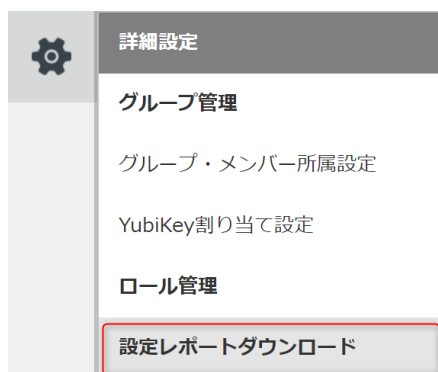 詳細設定
グループ管理
グループ・メンバー所属設定
YubiKey割り当て設定
ロール管理
設定レポートダウンロード